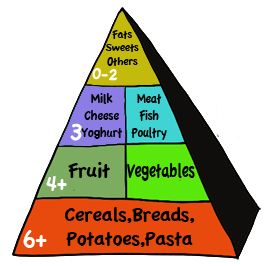 Fats
Sweets
Others
0-2
Milk
Cheese
3 Yoghurt
Meat
Fish
Poultry
4+ Fruit
Vegetables
Cereals,Breads,
6+ Potatoes,Pasta